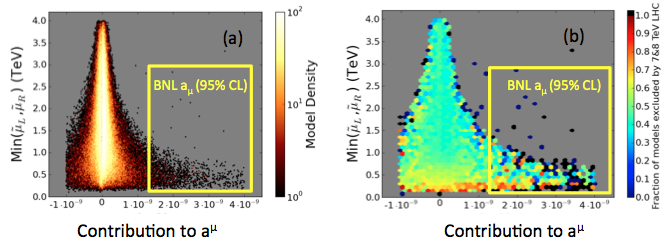 (a)
BNL aμ (95% CL)
Min(μ̃L, μ̃R) (TeV)
4.0
3.5
3.0
2.5
2.0
1.5
1.0
0.5
0.0
-1·10⁻⁹ 0 1·10⁻⁹ 2·10⁻⁹ 3·10⁻⁹ 4·10⁻⁹
Contribution to aμ
10²
10¹
10⁰
Model Density
(b)
BNL aμ (95% CL)
Min(μ̃L, μ̃R) (TeV)
4.0
3.5
3.0
2.5
2.0
1.5
1.0
0.5
0.0
-1·10⁻⁹ 0 1·10⁻⁹ 2·10⁻⁹ 3·10⁻⁹ 4·10⁻⁹
Contribution to aμ
1.0
0.9
0.8
0.7
0.6
0.5
0.4
0.3
0.2
0.1
0.0
Fraction of models excluded by 7&8 TeV LHC